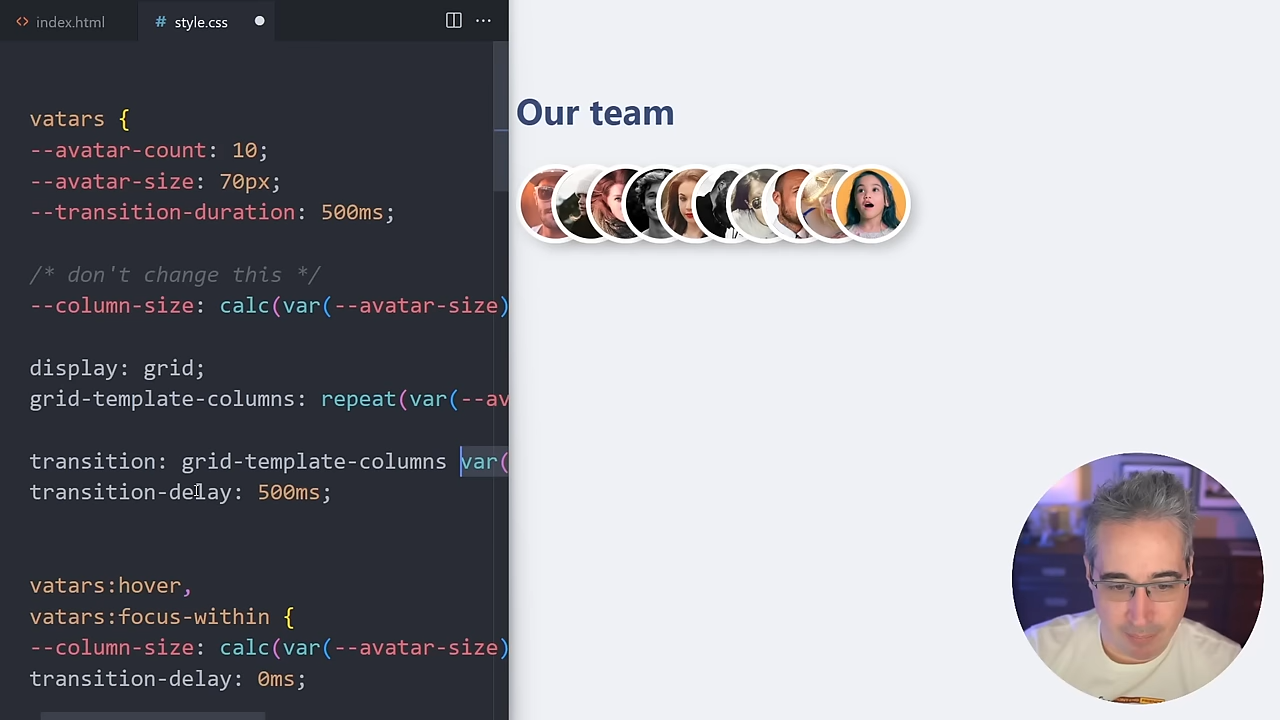 index.html
style.css
vatars {
--avatar-count: 10;
--avatar-size: 70px;
--transition-duration: 500ms;
/* don't change this */
--column-size: calc(var(--avatar-size)
display: grid;
grid-template-columns: repeat(var(--av
transition: grid-template-columns var(
transition-delay: 500ms;
vatars:hover,
vatars:focus-within {
--column-size: calc(var(--avatar-size)
transition-delay: 0ms;
Our team